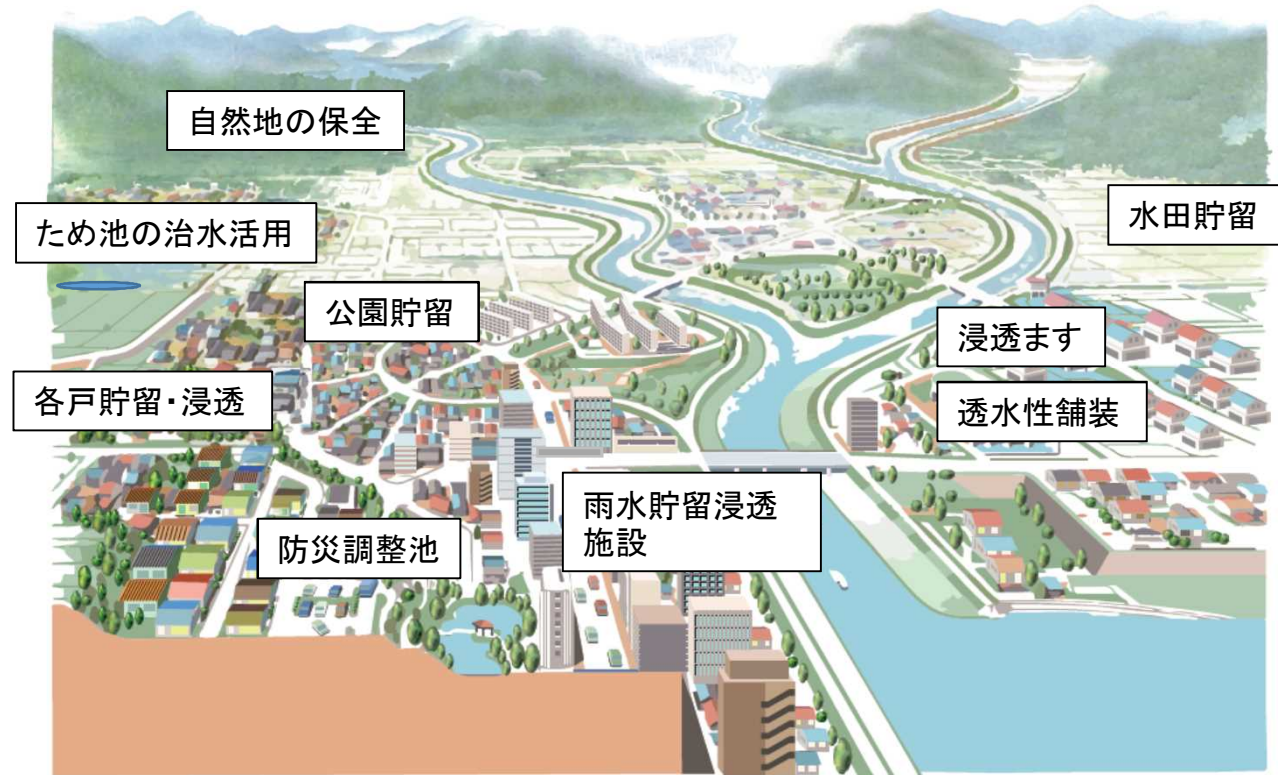 自然地の保全
ため池の治水活用
水田貯留
公園貯留
浸透ます
各戸貯留・浸透
透水性舗装
雨水貯留浸透
施設
防災調整池